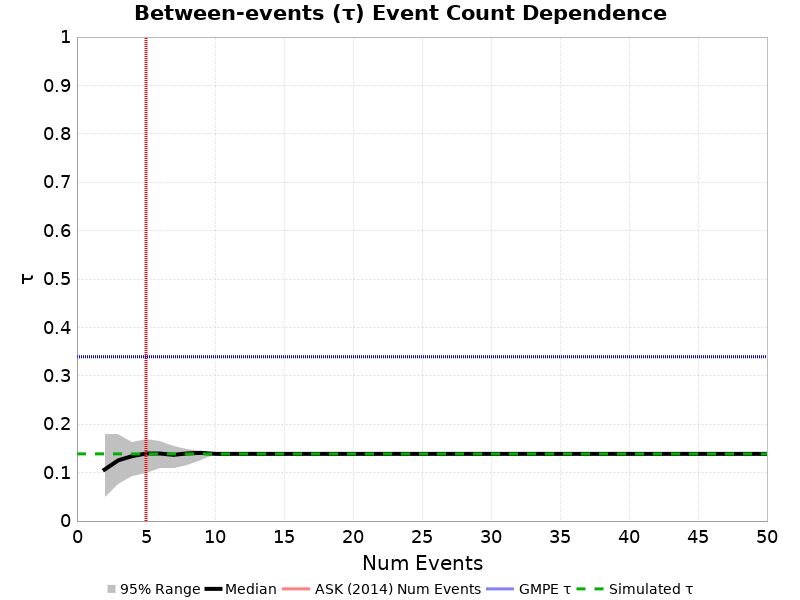 Between-events (τ) Event Count Dependence
1
0.9
0.8
0.7
0.6
0.5
0.4
0.3
0.2
0.1
0
τ
0 5 10 15 20 25 30 35 40 45 50
Num Events
95% Range Median ASK (2014) Num Events GMPE τ Simulated τ